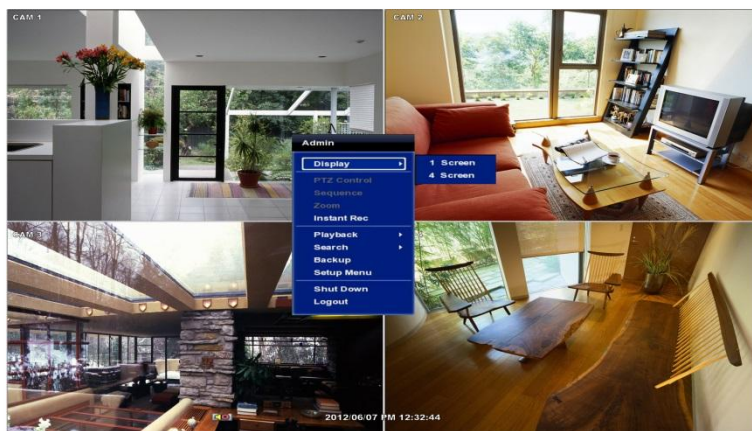 CAM 1
CAM 2
Admin
Display
1 Screen
4 Screen
PTZ Control
Sequence
Zoom
Instant Rec
CAM 3
Playback
Search
Backup
Setup Menu
Shut Down
Logout
2012/06/07 PM 12:32:44